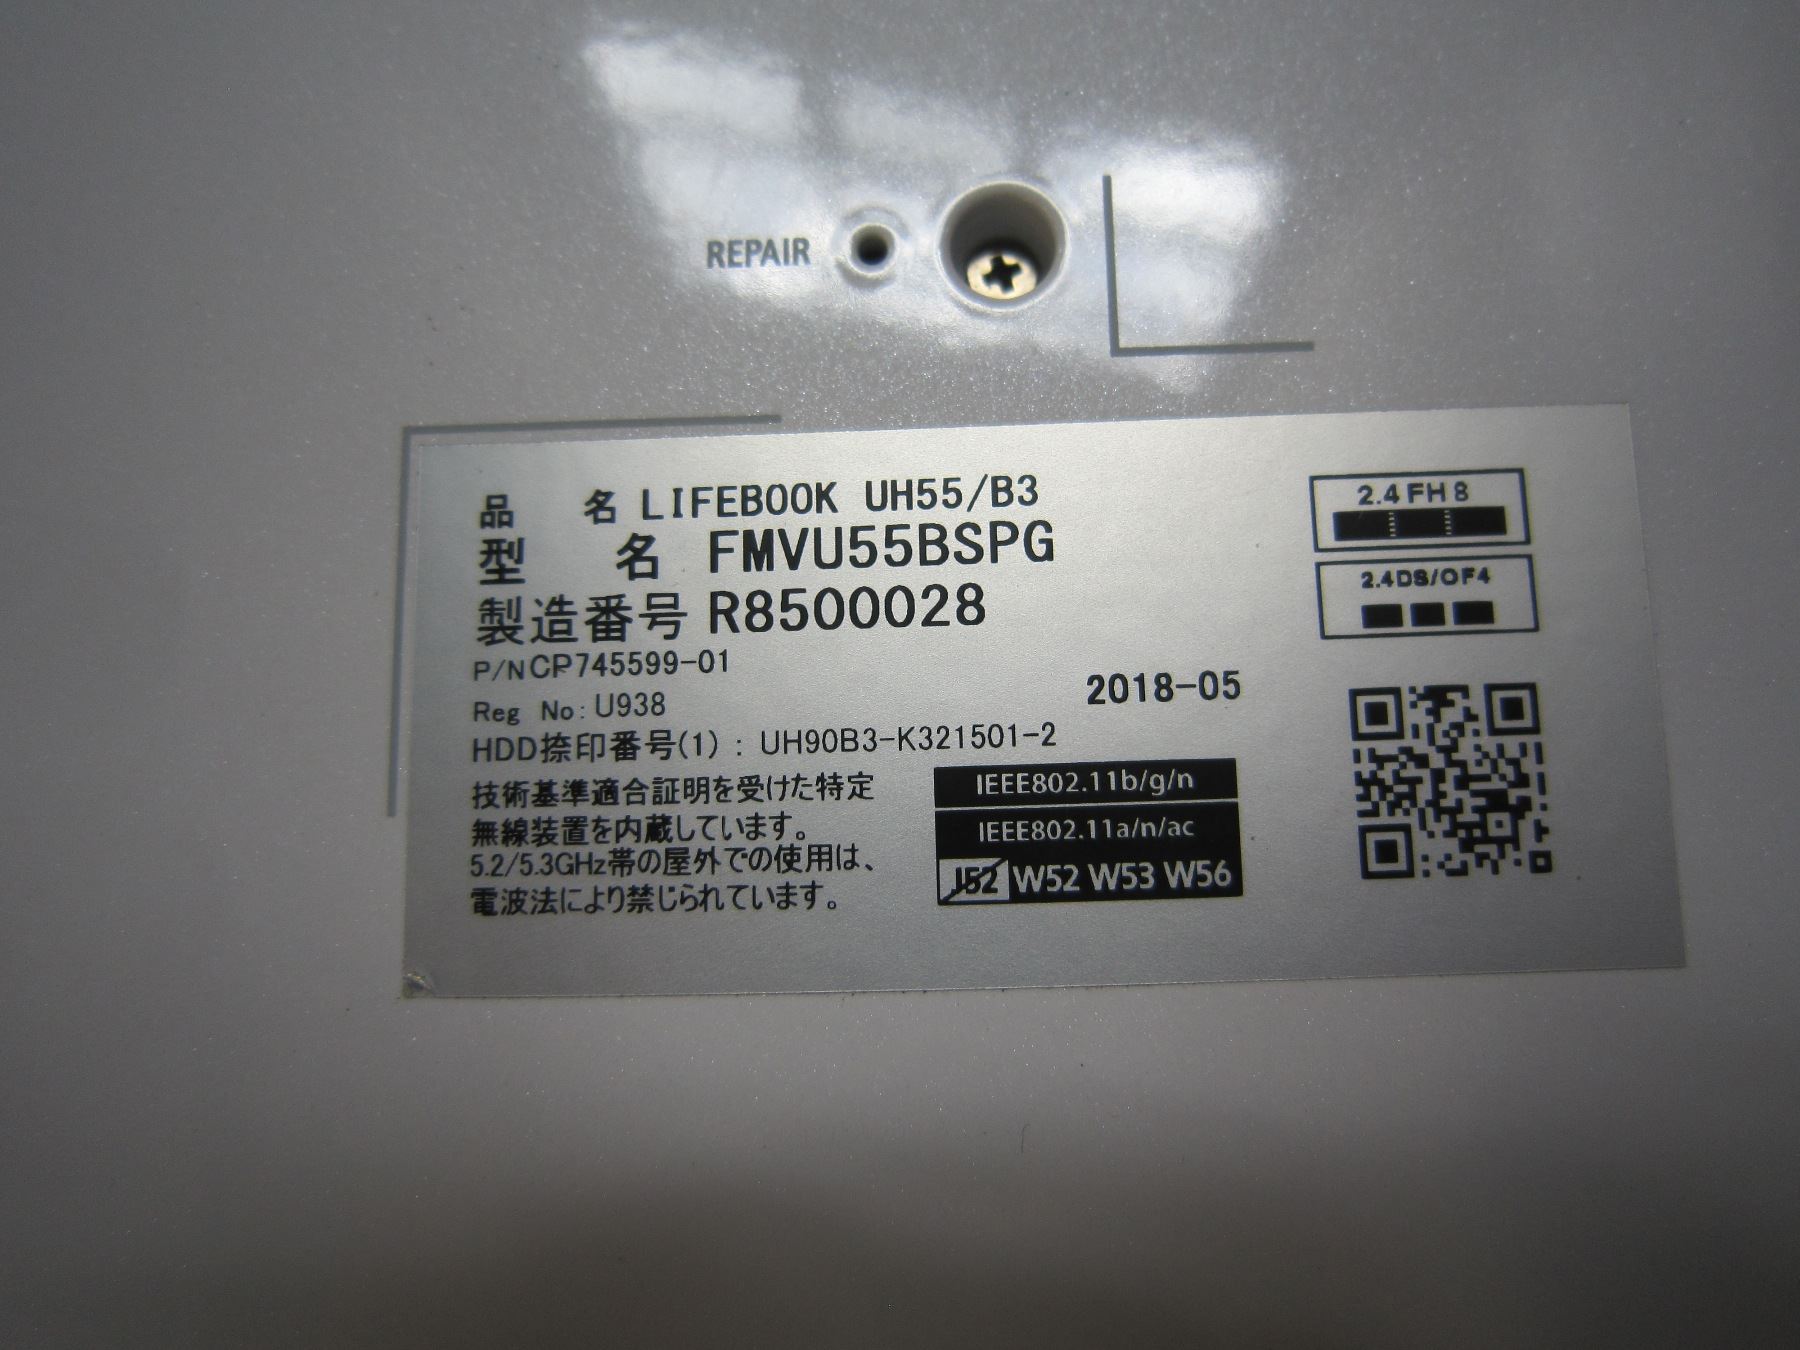 REPAIR
品 名 LIFEBOOK UH55/B3
型 名 FMVU55BSPG
製造番号 R8500028
P/N CP745599-01
Reg No: U938
2018-05
HDD捺印番号(1) : UH90B3-K321501-2
技術基準適合証明を受けた特定
無線装置を内蔵しています。
5.2/5.3GHz帯の屋外での使用は、
電波法により禁じられています。
IEEE802.11b/g/n
IEEE802.11a/n/ac
J52 W52 W53 W56
2.4FH8
2.4DS/OF4